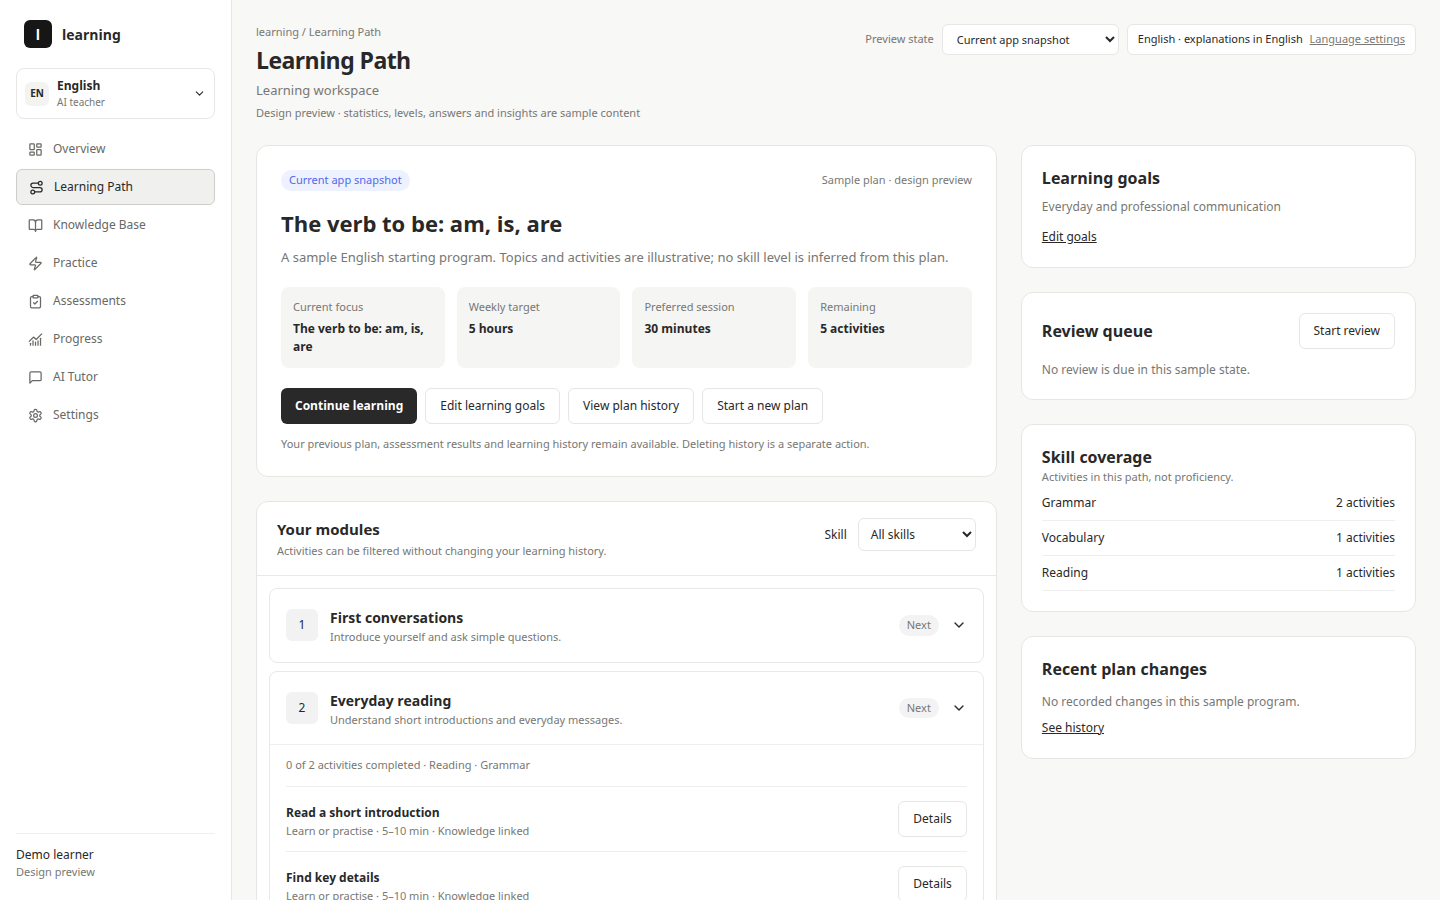 l learning
EN English
AI teacher
Overview
Learning Path
Knowledge Base
Practice
Assessments
Progress
AI Tutor
Settings
Demo learner
Design preview
learning / Learning Path
Learning Path
Learning workspace
Design preview · statistics, levels, answers and insights are sample content
Preview state Current app snapshot
English · explanations in English Language settings
Current app snapshot
Sample plan · design preview
The verb to be: am, is, are
A sample English starting program. Topics and activities are illustrative; no skill level is inferred from this plan.
Current focus
The verb to be: am, is,
are
Weekly target
5 hours
Preferred session
30 minutes
Remaining
5 activities
Continue learning
Edit learning goals
View plan history
Start a new plan
Your previous plan, assessment results and learning history remain available. Deleting history is a separate action.
Your modules
Activities can be filtered without changing your learning history.
Skill All skills
1 First conversations
Introduce yourself and ask simple questions.
Next
2 Everyday reading
Understand short introductions and everyday messages.
Next
0 of 2 activities completed · Reading · Grammar
Read a short introduction
Learn or practise · 5–10 min · Knowledge linked
Details
Find key details
Learn or practise · 5–10 min · Knowledge linked
Details
Learning goals
Everyday and professional communication
Edit goals
Review queue
Start review
No review is due in this sample state.
Skill coverage
Activities in this path, not proficiency.
Grammar 2 activities
Vocabulary 1 activities
Reading 1 activities
Recent plan changes
No recorded changes in this sample program.
See history